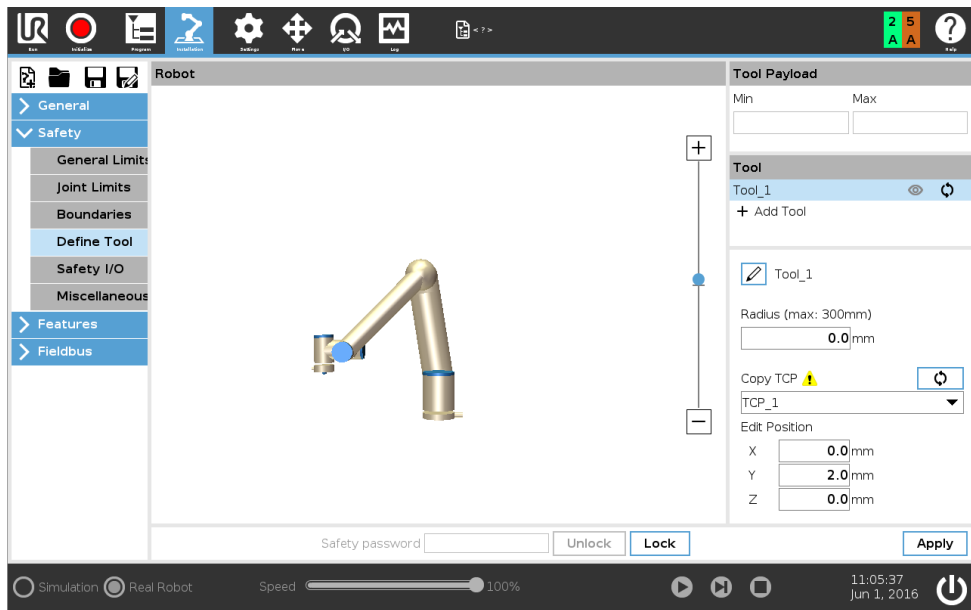 UR
Run
Initialise
Program
Installation
Settings
Move
I/O
Log
< ? >
2 5
A A
?
Help
Robot
General
Safety
General Limits
Joint Limits
Boundaries
Define Tool
Safety I/O
Miscellaneous
Features
Fieldbus
+
−
Tool Payload
Min Max
Tool
Tool_1
+ Add Tool
Tool_1
Radius (max: 300mm)
0.0 mm
Copy TCP
TCP_1
Edit Position
X 0.0 mm
Y 2.0 mm
Z 0.0 mm
Safety password Unlock Lock
Apply
Simulation Real Robot Speed 100%
11:05:37
Jun 1, 2016